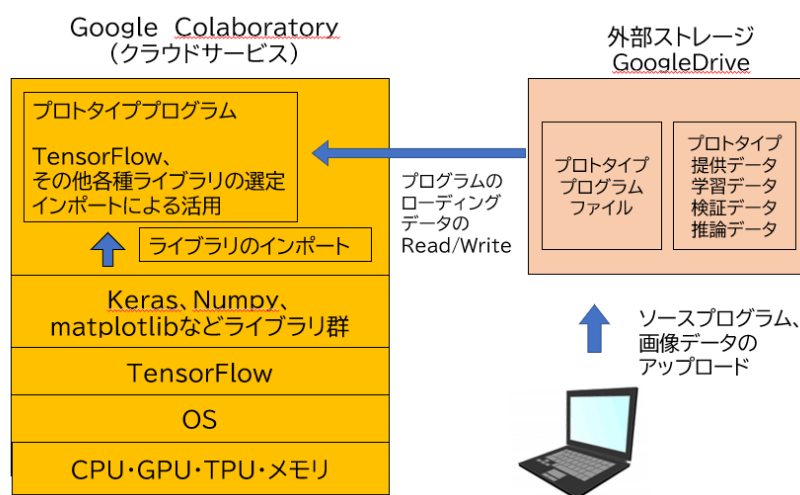 Google Colaboratory
(クラウドサービス)
プロトタイププログラム
TensorFlow、
その他各種ライブラリの選定
インポートによる活用
ライブラリのインポート
Keras、Numpy、
matplotlibなどライブラリ群
TensorFlow
OS
CPU・GPU・TPU・メモリ
プログラムの
ローディング
データの
Read/Write
外部ストレージ
GoogleDrive
プロトタイプ
プログラム
ファイル
プロトタイプ
提供データ
学習データ
検証データ
推論データ
ソースプログラム、
画像データの
アップロード